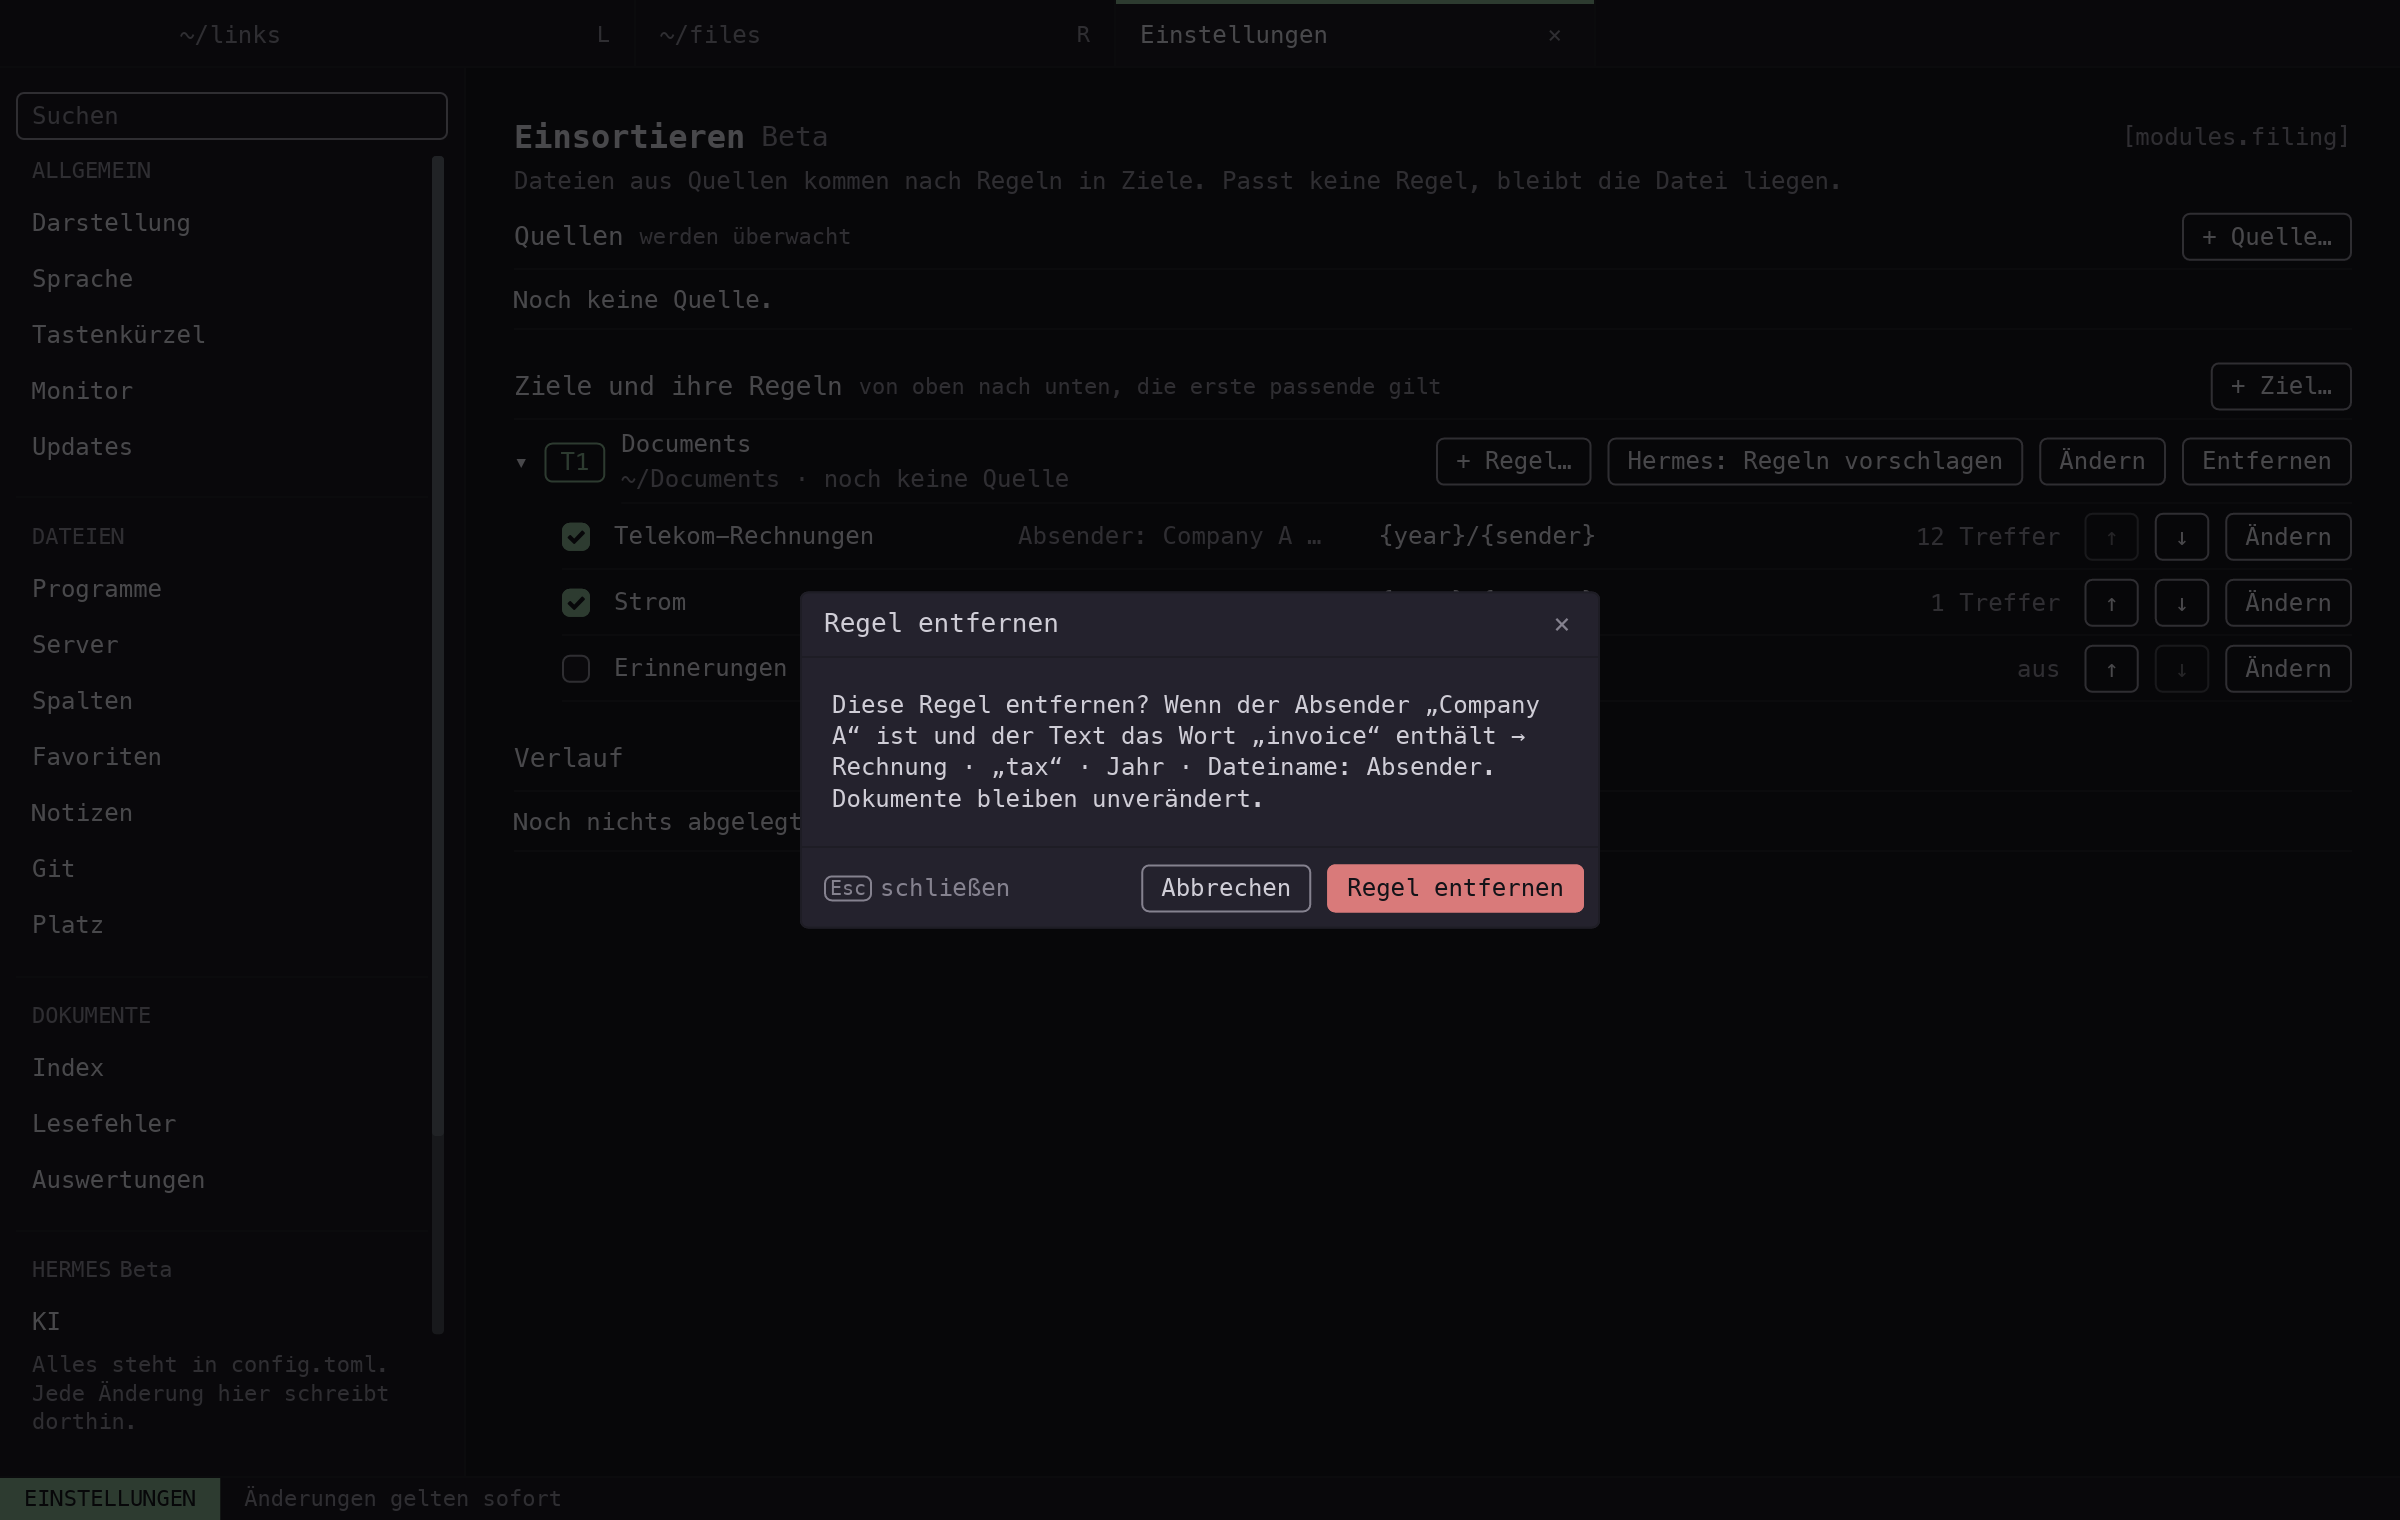 ~/links L ~/files R Einstellungen ×
Suchen
ALLGEMEIN
Darstellung
Sprache
Tastenkürzel
Monitor
Updates
DATEIEN
Programme
Server
Spalten
Favoriten
Notizen
Git
Platz
DOKUMENTE
Index
Lesefehler
Auswertungen
HERMES Beta
KI
Alles steht in config.toml.
Jede Änderung hier schreibt
dorthin.
Einsortieren Beta [modules.filing]
Dateien aus Quellen kommen nach Regeln in Ziele. Passt keine Regel, bleibt die Datei liegen.
Quellen werden überwacht + Quelle…
Noch keine Quelle.
Ziele und ihre Regeln von oben nach unten, die erste passende gilt + Ziel…
▾ T1 Documents + Regel… Hermes: Regeln vorschlagen Ändern Entfernen
~/Documents · noch keine Quelle
Telekom-Rechnungen Absender: Company A … {year}/{sender} 12 Treffer ↑ ↓ Ändern
Strom 1 Treffer ↑ ↓ Ändern
Erinnerungen aus ↑ ↓ Ändern
Verlauf
Noch nichts abgelegt
Regel entfernen ×
Diese Regel entfernen? Wenn der Absender „Company
A“ ist und der Text das Wort „invoice“ enthält →
Rechnung · „tax“ · Jahr · Dateiname: Absender.
Dokumente bleiben unverändert.
Esc schließen Abbrechen Regel entfernen
EINSTELLUNGEN Änderungen gelten sofort